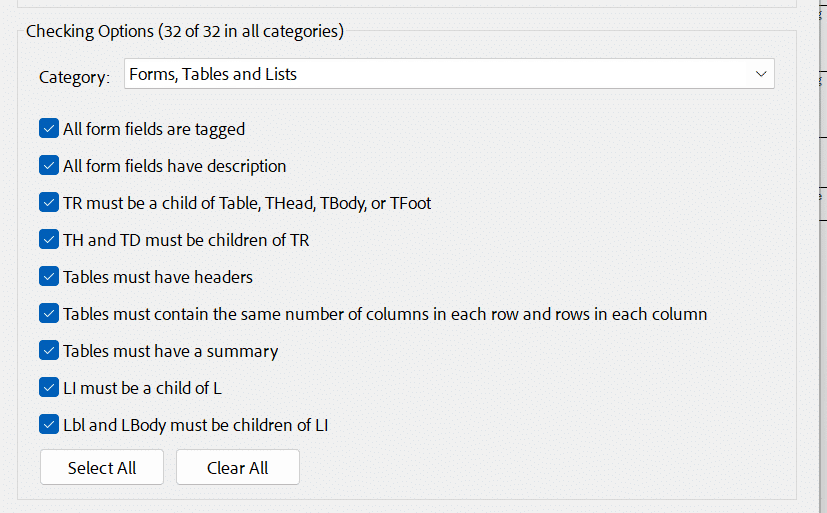 Checking Options (32 of 32 in all categories)
Category: Forms, Tables and Lists
All form fields are tagged
All form fields have description
TR must be a child of Table, THead, TBody, or TFoot
TH and TD must be children of TR
Tables must have headers
Tables must contain the same number of columns in each row and rows in each column
Tables must have a summary
LI must be a child of L
Lbl and LBody must be children of LI
Select All Clear All